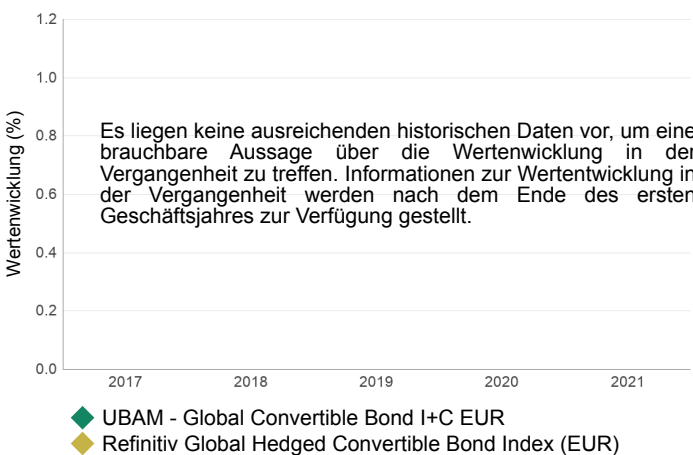 1.2
1.0
0.8
0.6
0.4
0.2
0.0
Wertenwicklung (%)
Es liegen keine ausreichenden historischen Daten vor, um eine
brauchbare Aussage über die Wertenwicklung in der
Vergangenheit zu treffen. Informationen zur Wertentwicklung in
der Vergangenheit werden nach dem Ende des ersten
Geschäftsjahres zur Verfügung gestellt.
2017 2018 2019 2020 2021
UBAM - Global Convertible Bond I+C EUR
Refinitiv Global Hedged Convertible Bond Index (EUR)